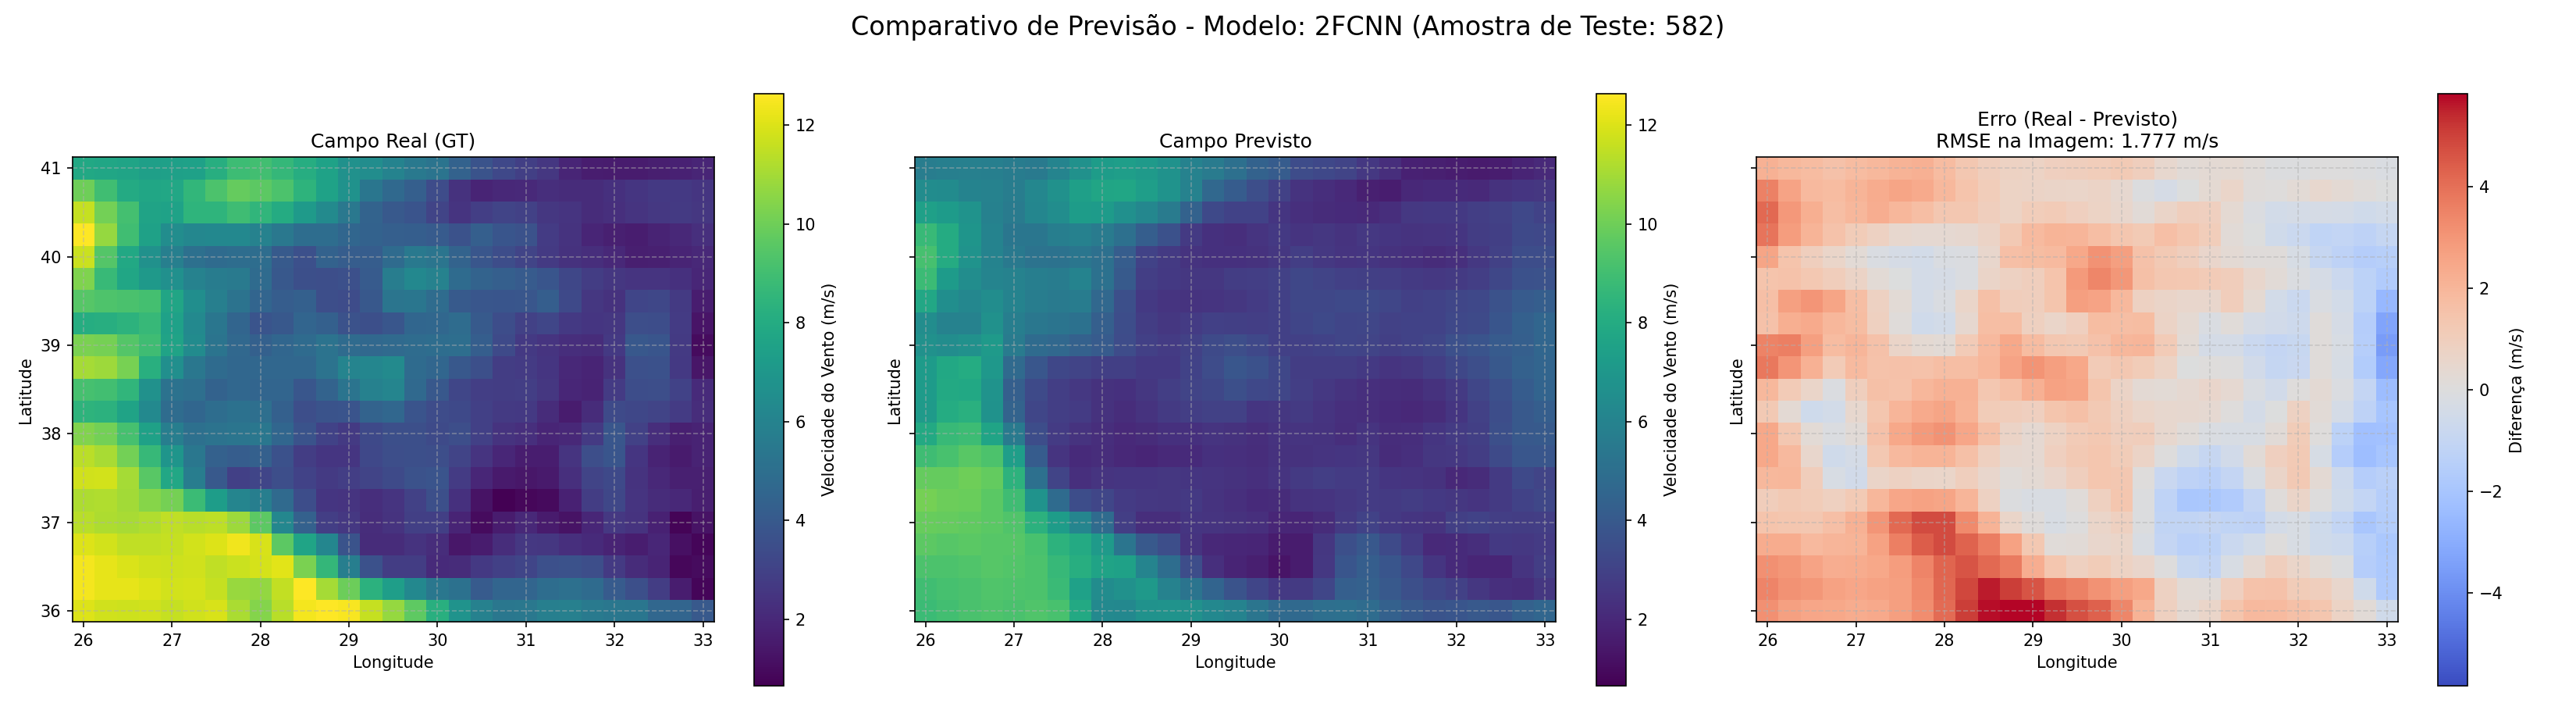 Comparativo de Previsão - Modelo: 2FCNN (Amostra de Teste: 582)
Campo Real (GT)
41
40
39
38
37
36
Latitude
26 27 28 29 30 31 32 33
Longitude
12
10
8
6
4
2
Velocidade do Vento (m/s)
Campo Previsto
Latitude
26 27 28 29 30 31 32 33
Longitude
12
10
8
6
4
2
Velocidade do Vento (m/s)
Erro (Real - Previsto)
RMSE na Imagem: 1.777 m/s
Latitude
26 27 28 29 30 31 32 33
Longitude
4
2
0
−2
−4
Diferença (m/s)